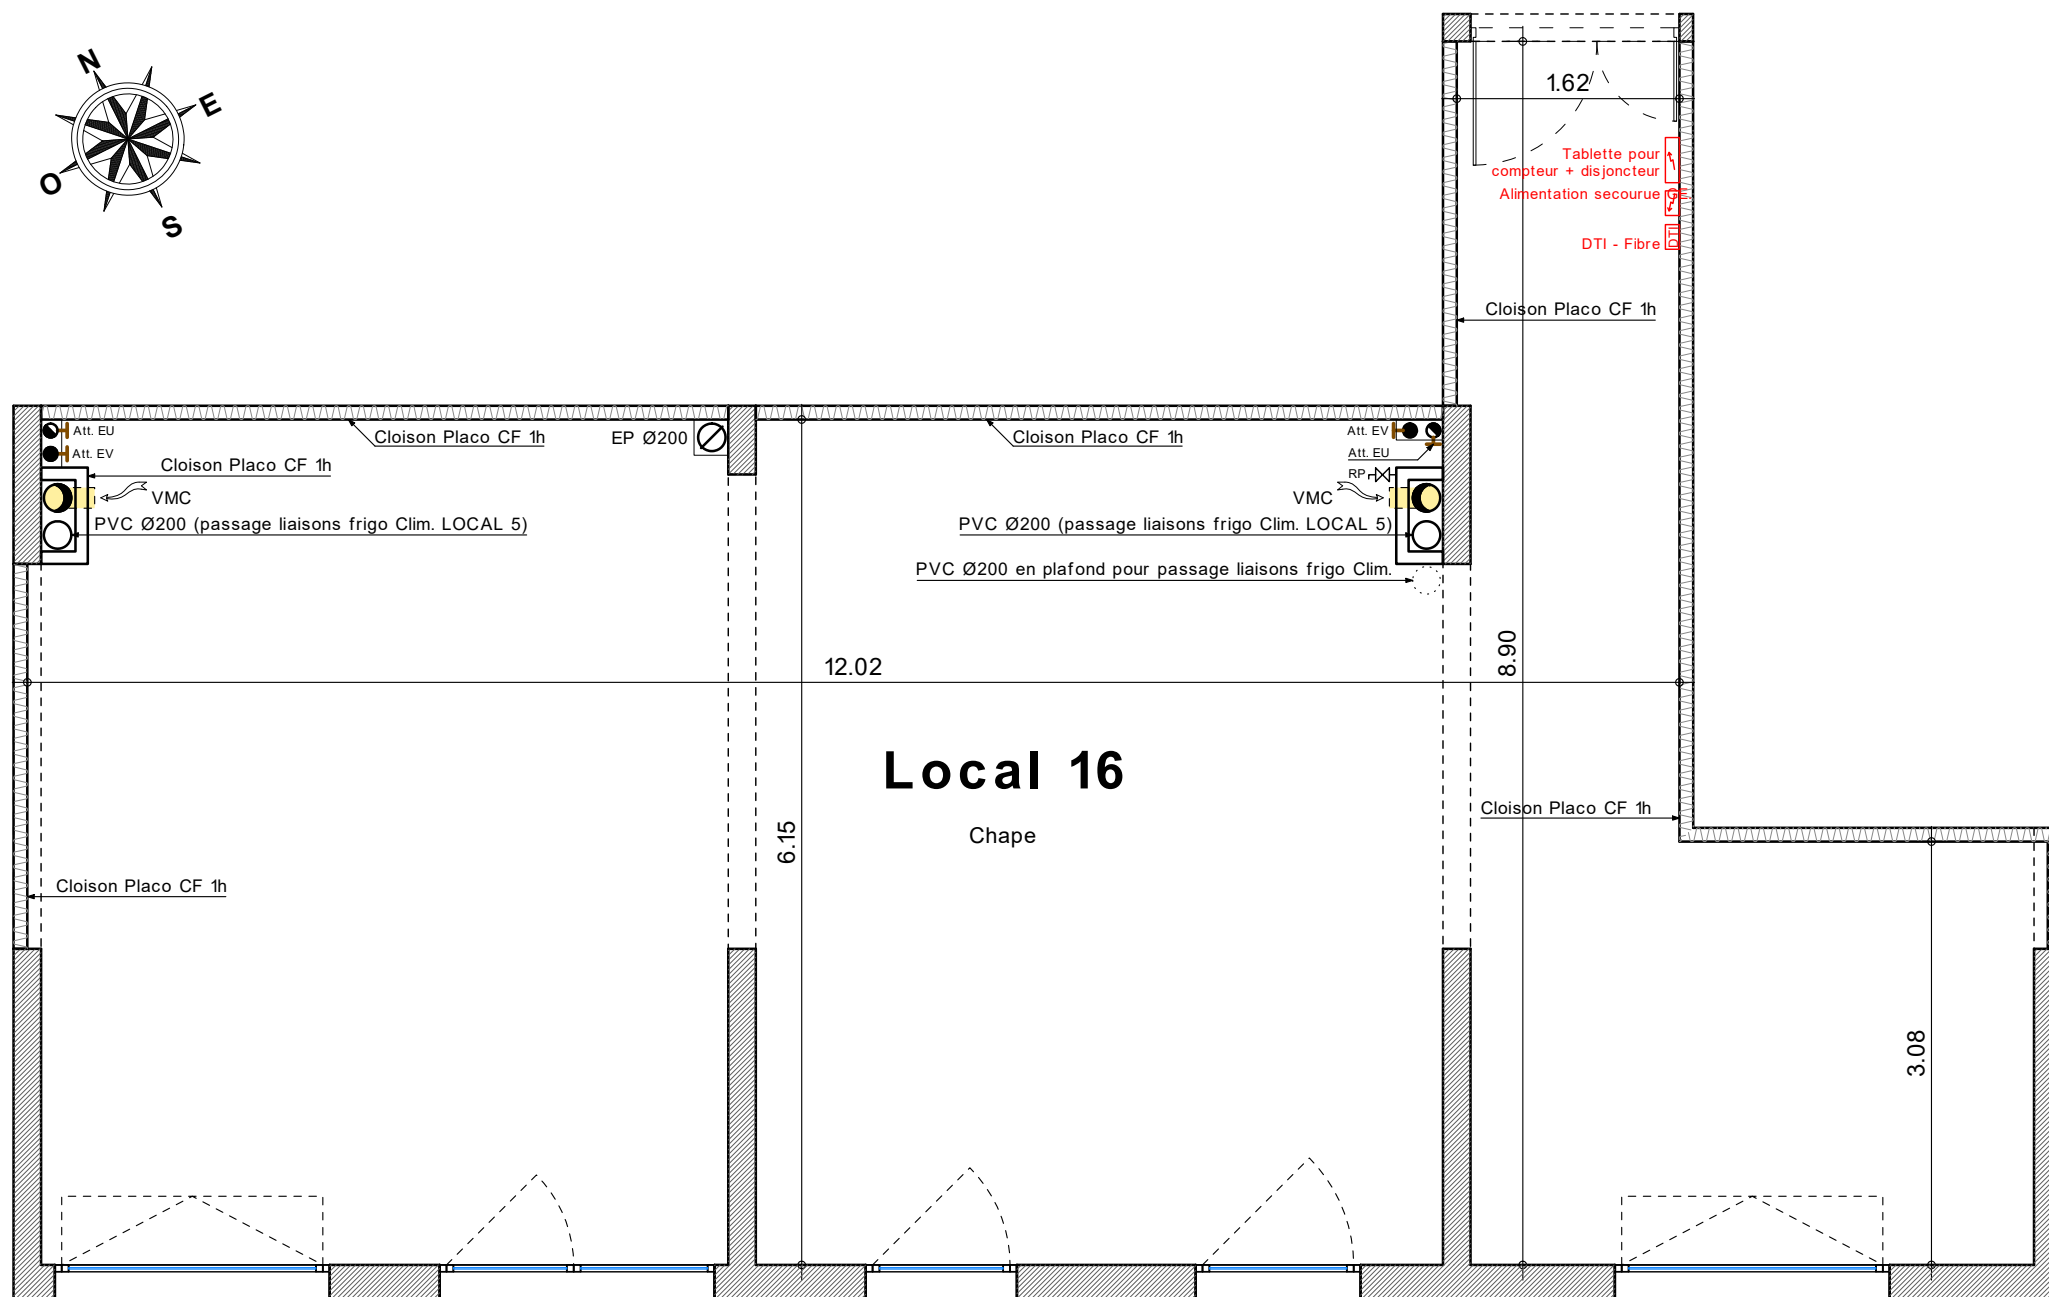 N
E
O
S
1.62
Tablette pour
compteur + disjoncteur
Alimentation secourue GE.
DTI - Fibre
DTI
Cloison Placo CF 1h
Att. EU
Att. EV
Cloison Placo CF 1h
Cloison Placo CF 1h
EP Ø200
VMC
PVC Ø200 (passage liaisons frigo Clim. LOCAL 5)
Cloison Placo CF 1h
Att. EV
Att. EU
RP
VMC
PVC Ø200 (passage liaisons frigo Clim. LOCAL 5)
PVC Ø200 en plafond pour passage liaisons frigo Clim.
12.02
8.90
Local 16
Chape
6.15
Cloison Placo CF 1h
Cloison Placo CF 1h
3.08